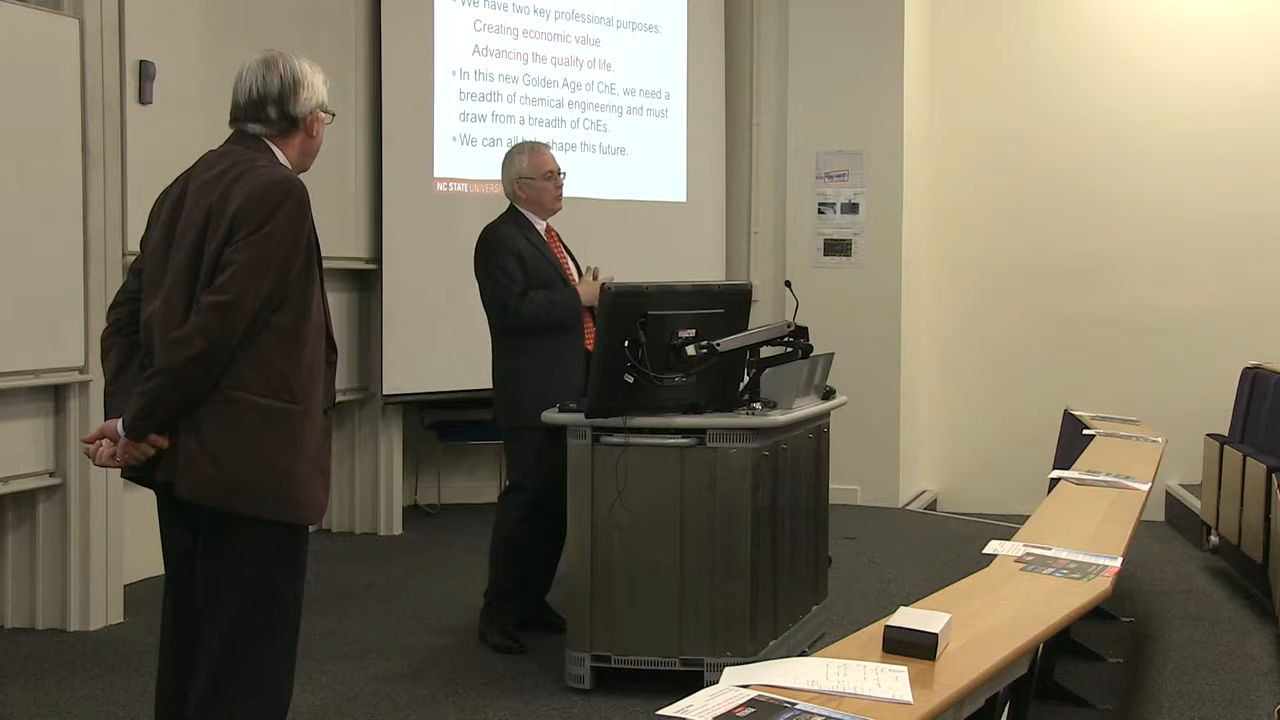 We have two key professional purposes:
Creating economic value.
Advancing the quality of life.
• In this new Golden Age of ChE, we need a
breadth of chemical engineering and must
draw from a breadth of ChEs.
• We can all shape this future.
NC STATE UNIVERSI